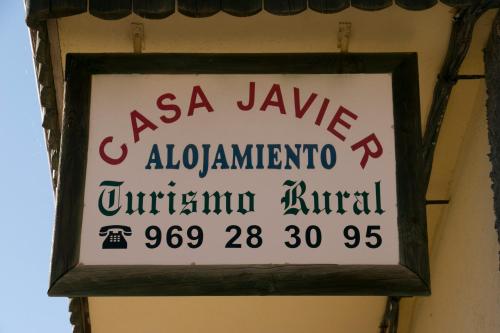 CASA JAVIER
ALOJAMIENTO
Turismo Rural
969 28 30 95